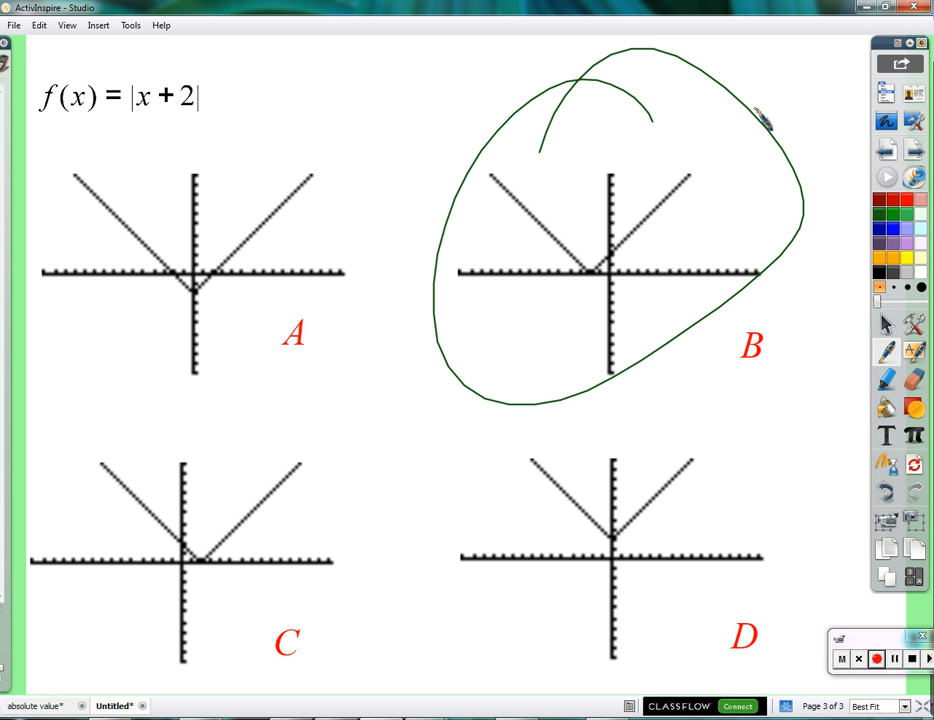 ActivInspire - Studio
File Edit View Insert Tools Help
f(x) = |x + 2|
A
B
C
D
T π
M
absolute value* Untitled* CLASSFLOW Connect Page 3 of 3 Best Fit